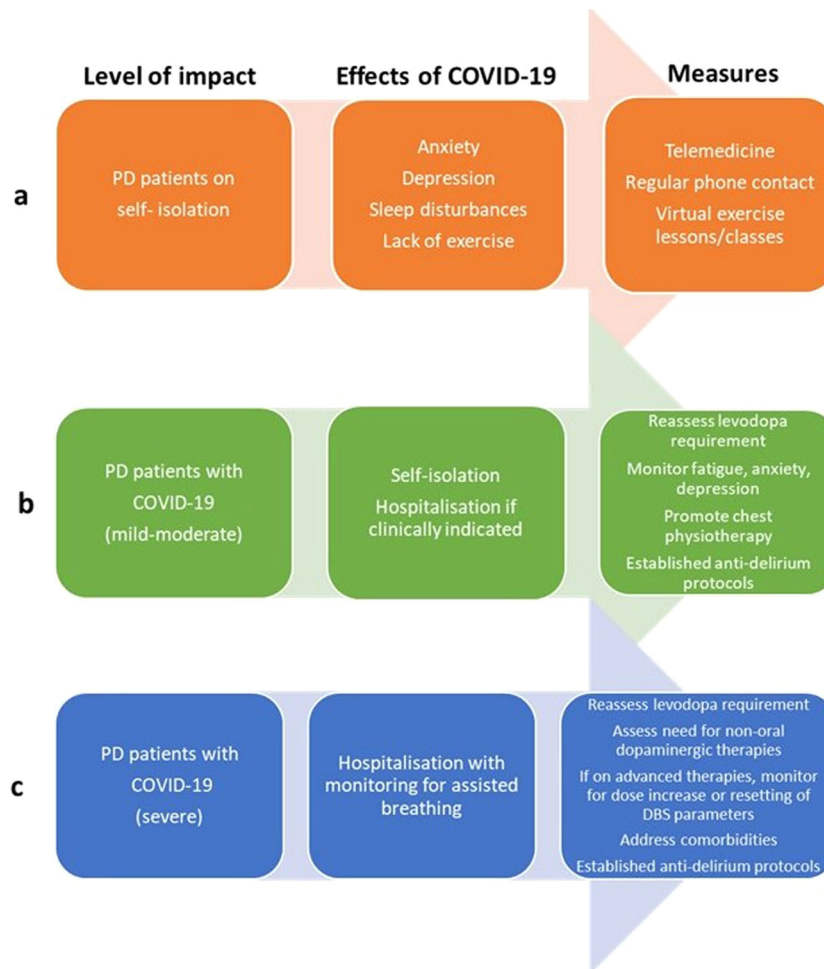 Level of impact
Effects of COVID-19
Measures
a
PD patients on
self- isolation
Anxiety
Depression
Sleep disturbances
Lack of exercise
Telemedicine
Regular phone contact
Virtual exercise
lessons/classes
b
PD patients with
COVID-19
(mild-moderate)
Self-isolation
Hospitalisation if
clinically indicated
Reassess levodopa
requirement
Monitor fatigue, anxiety,
depression
Promote chest
physiotherapy
Established anti-delirium
protocols
c
PD patients with
COVID-19
(severe)
Hospitalisation with
monitoring for assisted
breathing
Reassess levodopa requirement
Assess need for non-oral
dopaminergic therapies
If on advanced therapies, monitor
for dose increase or resetting of
DBS parameters
Address comorbidities
Established anti-delirium protocols